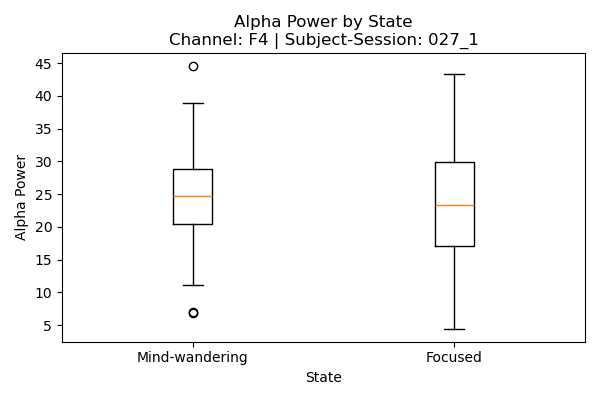 Alpha Power by State
Channel: F4 | Subject-Session: 027_1
45
40
35
30
25
20
15
10
5
Alpha Power
Mind-wandering
Focused
State